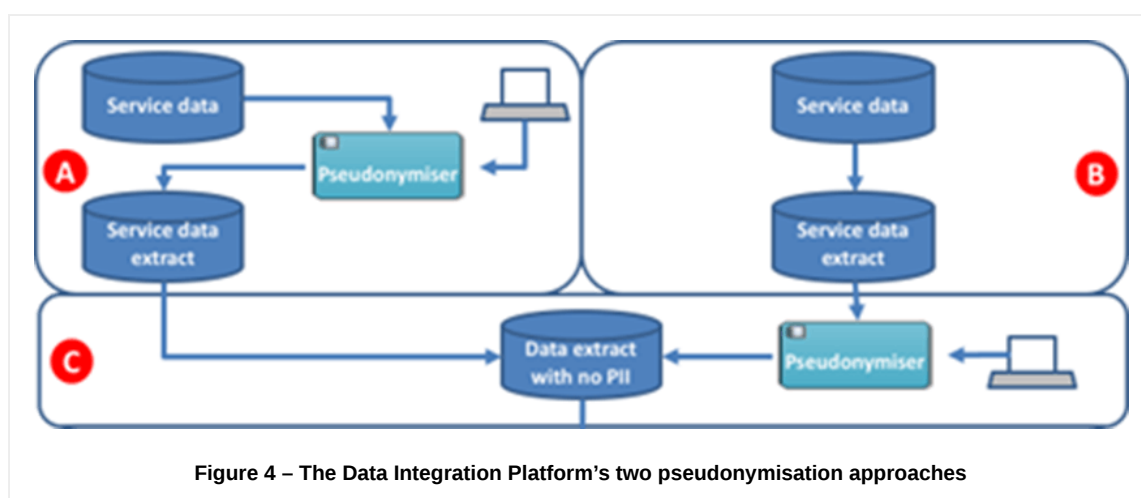 Service data
A
Pseudonymiser
Service data
extract
Service data
B
Service data
extract
C
Data extract
with no PII
Pseudonymiser
Figure 4 – The Data Integration Platform's two pseudonymisation approaches